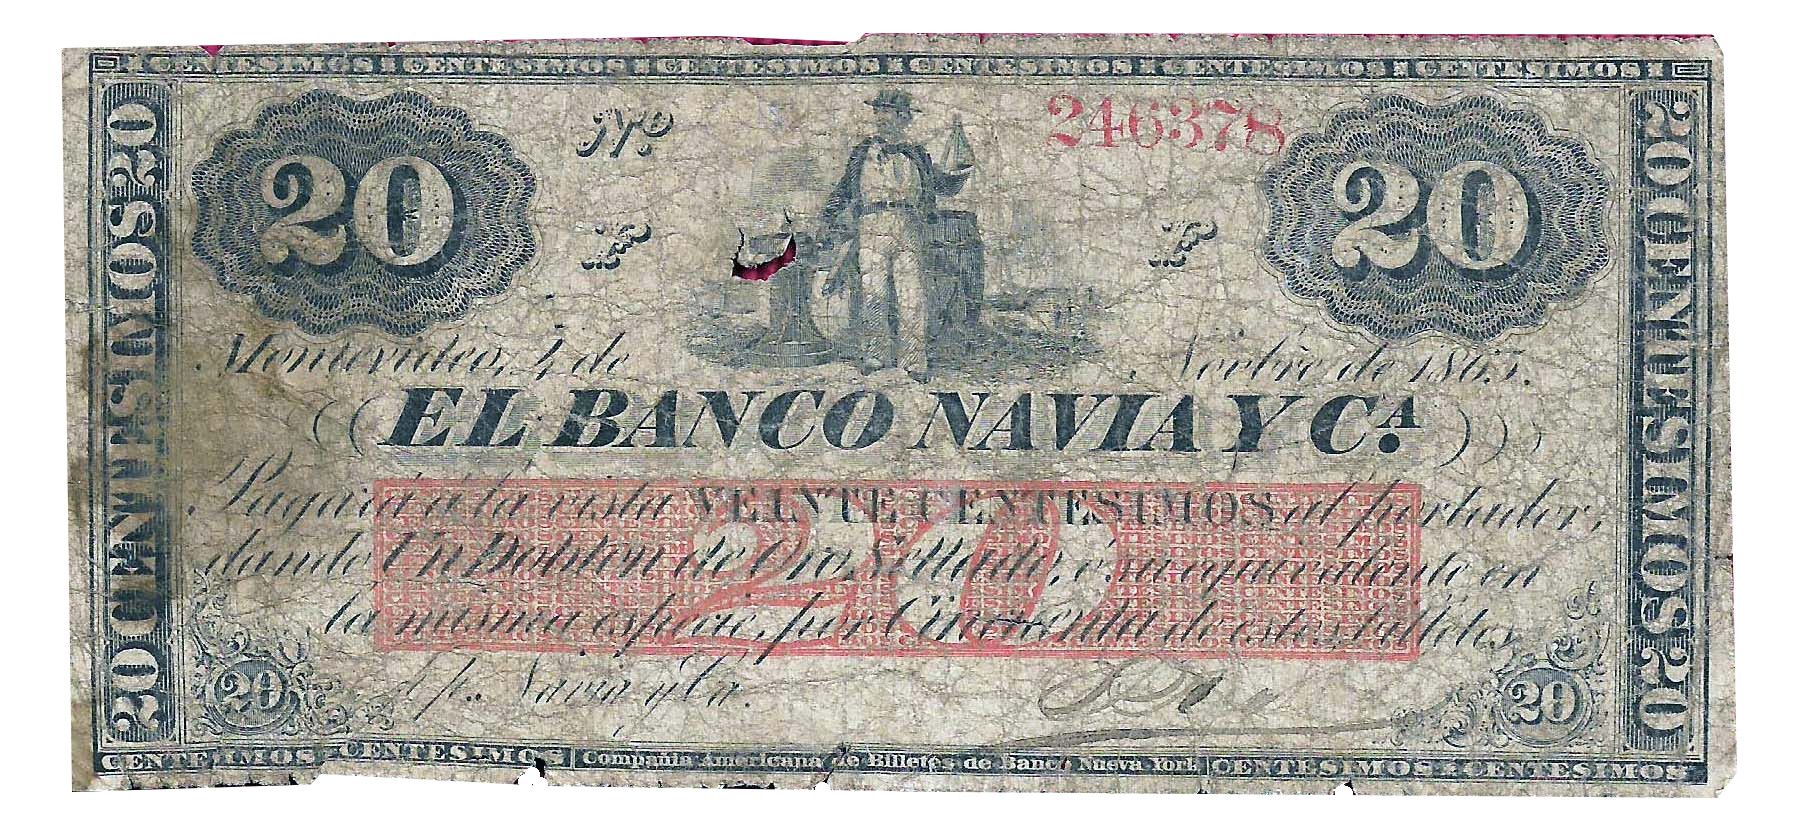 CENTESIMOS CENTESIMOS CENTESIMOS CENTESIMOS CENTESIMOS CENTESIMOS
20 CENTESIMOS 20
20 Nº 246378 20
Montevideo, 1 de Novbre de 1865.
EL BANCO NAVIA Y Cª.
Pagará á la vista VEINTE CENTESIMOS al portador,
dando Un Doblon de Oro Sellado, o su equivalente en
la misma especie, por Cincuenta de estos billetes
p. Navia y Ca.
20 20
20 CENTESIMOS 20
CENTESIMOS CENTESIMOS Compañia Americana de Billetes de Banco Nueva York CENTESIMOS CENTESIMOS